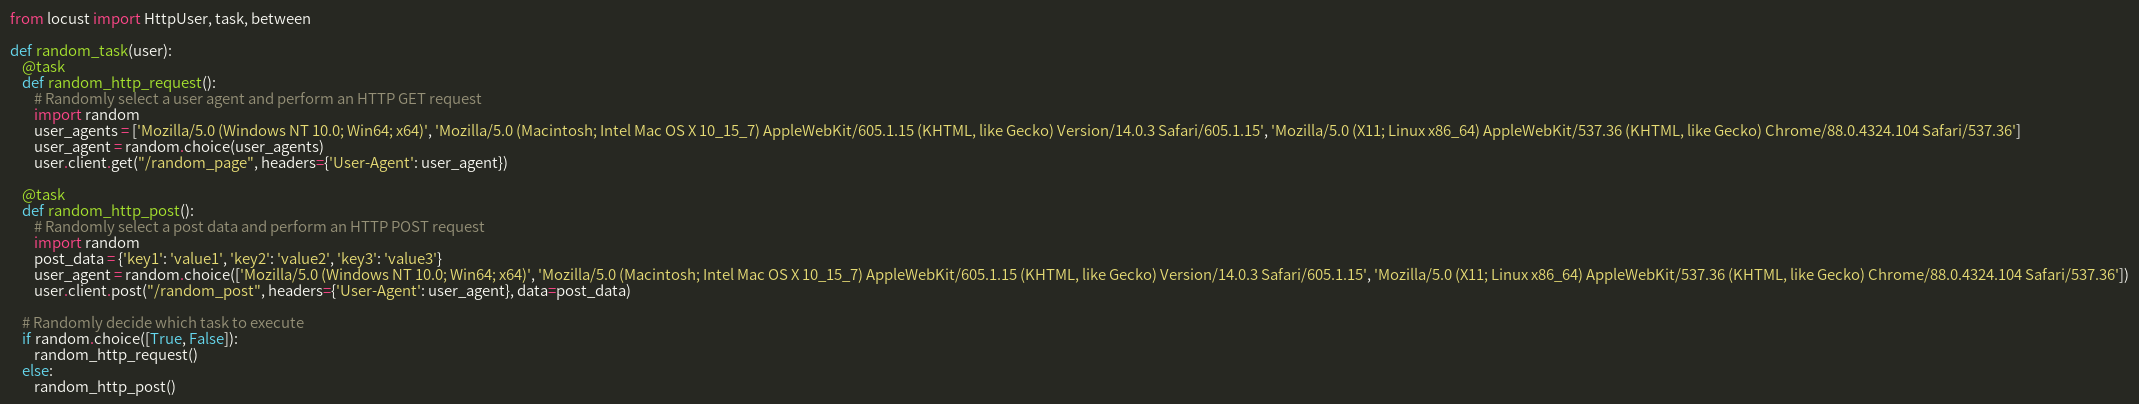 from locust import HttpUser, task, between

def random_task(user):
    @task
    def random_http_request():
        # Randomly select a user agent and perform an HTTP GET request
        import random
        user_agents = ['Mozilla/5.0 (Windows NT 10.0; Win64; x64)', 'Mozilla/5.0 (Macintosh; Intel Mac OS X 10_15_7) AppleWebKit/605.1.15 (KHTML, like Gecko) Version/14.0.3 Safari/605.1.15', 'Mozilla/5.0 (X11; Linux x86_64) AppleWebKit/537.36 (KHTML, like Gecko) Chrome/88.0.4324.104 Safari/537.36']
        user_agent = random.choice(user_agents)
        user.client.get("/random_page", headers={'User-Agent': user_agent})

    @task
    def random_http_post():
        # Randomly select a post data and perform an HTTP POST request
        import random
        post_data = {'key1': 'value1', 'key2': 'value2', 'key3': 'value3'}
        user_agent = random.choice(['Mozilla/5.0 (Windows NT 10.0; Win64; x64)', 'Mozilla/5.0 (Macintosh; Intel Mac OS X 10_15_7) AppleWebKit/605.1.15 (KHTML, like Gecko) Version/14.0.3 Safari/605.1.15', 'Mozilla/5.0 (X11; Linux x86_64) AppleWebKit/537.36 (KHTML, like Gecko) Chrome/88.0.4324.104 Safari/537.36'])
        user.client.post("/random_post", headers={'User-Agent': user_agent}, data=post_data)

    # Randomly decide which task to execute
    if random.choice([True, False]):
        random_http_request()
    else:
        random_http_post()